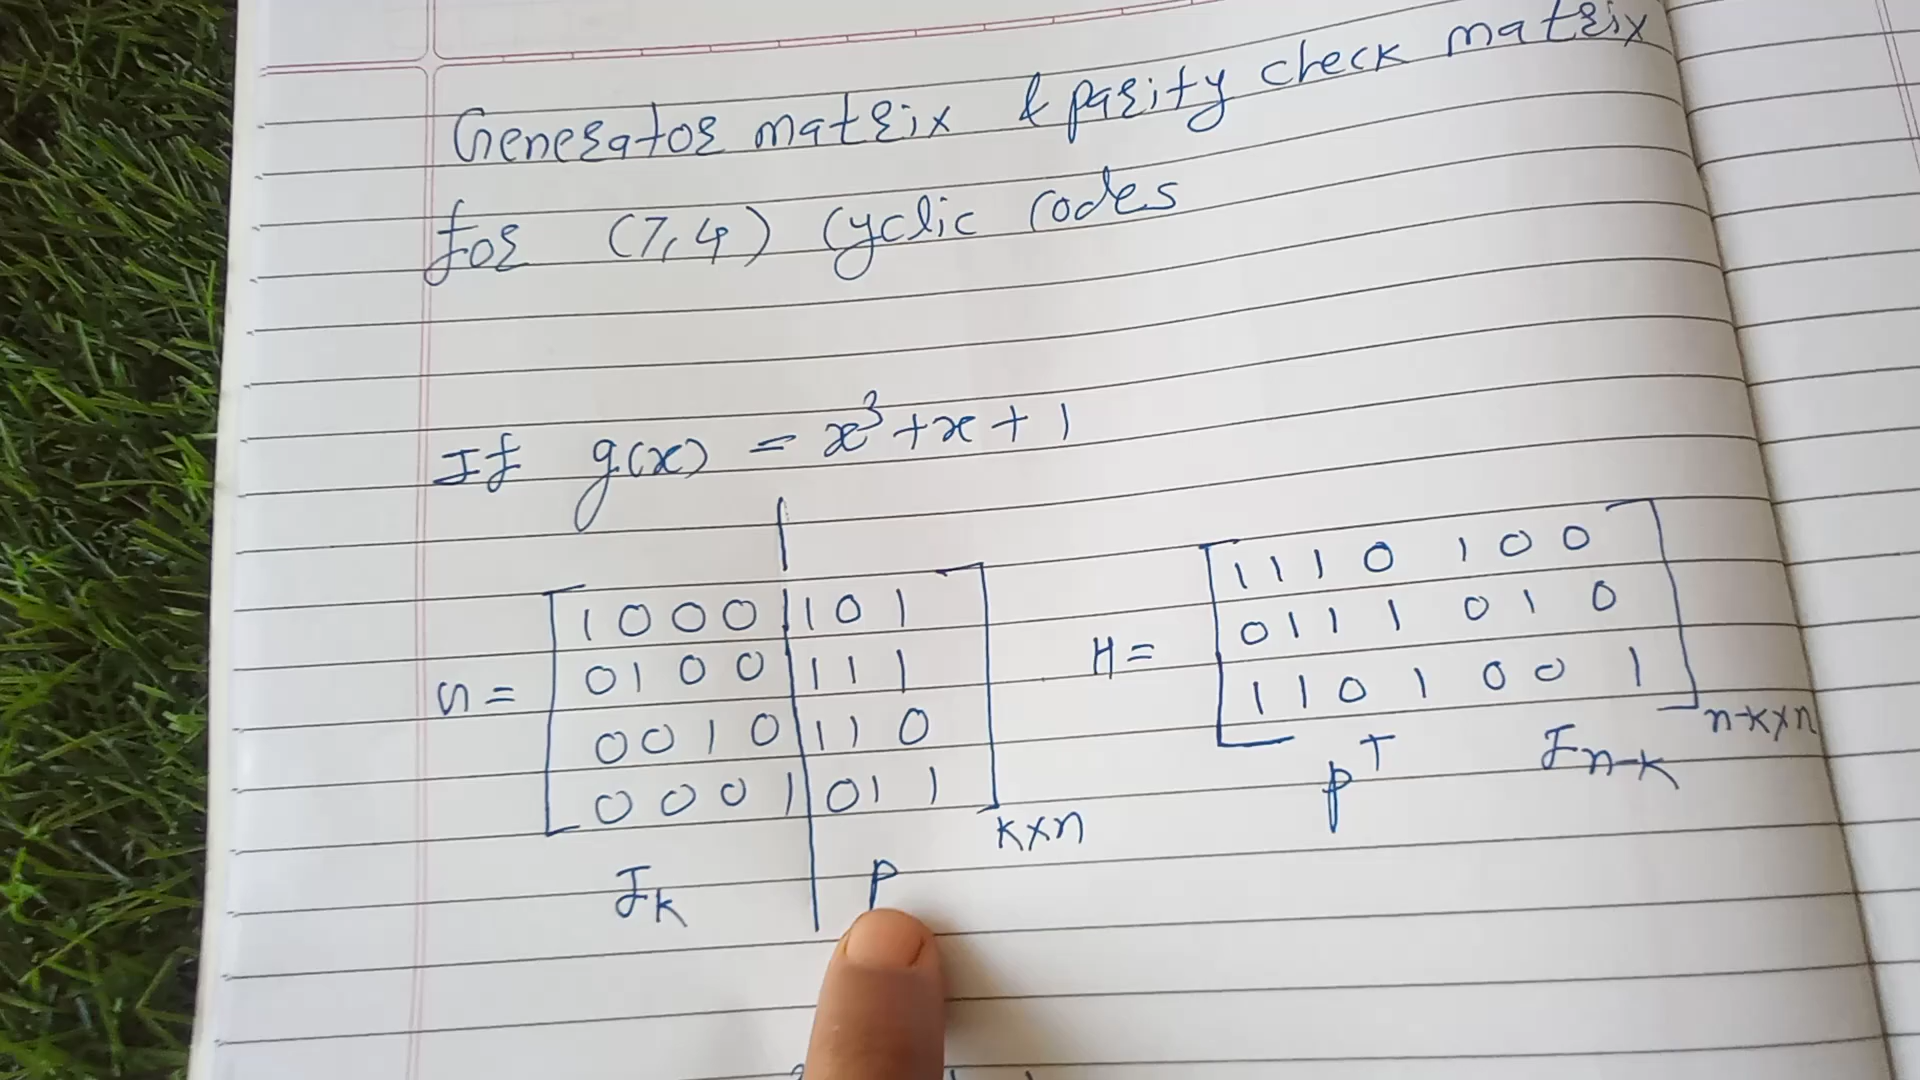 Generator matrix & parity check matrix
for (7,4) cyclic codes
If g(x) = x³+x+1
G =
1 0 0 0 1 0 1
0 1 0 0 1 1 1
0 0 1 0 1 1 0
0 0 0 1 0 1 1
k×n
I_k P
H =
1 1 1 0 1 0 0
0 1 1 1 0 1 0
1 1 0 1 0 0 1
n-k×n
P^T I_n-k